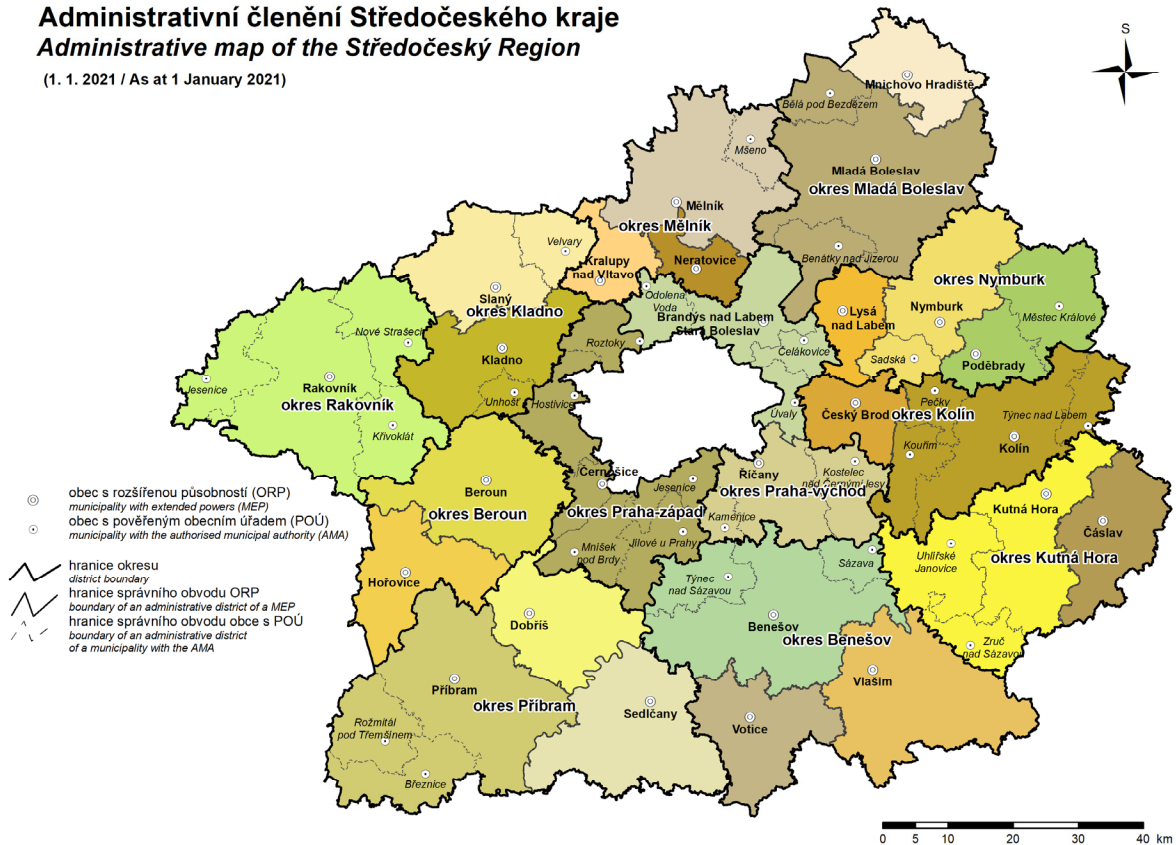 Administrativní členění Středočeského kraje
Administrative map of the Středočeský Region
(1. 1. 2021 / As at 1 January 2021)
S
Mnichovo Hradiště
Bělá pod Bezdězem
Mšeno
Mladá Boleslav
okres Mladá Boleslav
Mělník
okres Mělník
Velvary
Benátky nad Jizerou
Kralupy
nad Vltavo
Neratovice
okres Nymburk
Slaný
okres Kladno
Odolena
Voda
Brandýs nad Labem
Stará Boleslav
Lysá
nad Labem
Nymburk
Městec Králové
Nové Strašecí
Roztoky
Čelákovice
Kladno
Sadská
Poděbrady
Jesenice
Rakovník
okres Rakovník
Unhošť
Hostivice
Úvaly
Český Brod
okres Kolín
Pečky
Týnec nad Labem
Křivoklát
Kouřim
Kolín
Černošice
Říčany
Kostelec
nad Černými lesy
Beroun
okres Beroun
Jesenice
okres Praha-západ
okres Praha-východ
Kamenice
Kutná Hora
Čáslav
Mníšek
pod Brdy
Jílové u Prahy
Uhlířské
Janovice
okres Kutná Hora
Hořovice
Týnec
nad Sázavou
Sázava
Dobříš
Benešov
okres Benešov
Zruč
nad Sázavou
Vlašim
Příbram
okres Příbram
Sedlčany
Votice
Rožmitál
pod Třemšínem
Březnice
obec s rozšířenou působností (ORP)
municipality with extended powers (MEP)
obec s pověřeným obecním úřadem (POÚ)
municipality with the authorised municipal authority (AMA)
hranice okresu
district boundary
hranice správního obvodu ORP
boundary of an administrative district of a MEP
hranice správního obvodu obce s POÚ
boundary of an administrative district
of a municipality with the AMA
0 5 10 20 30 40 km